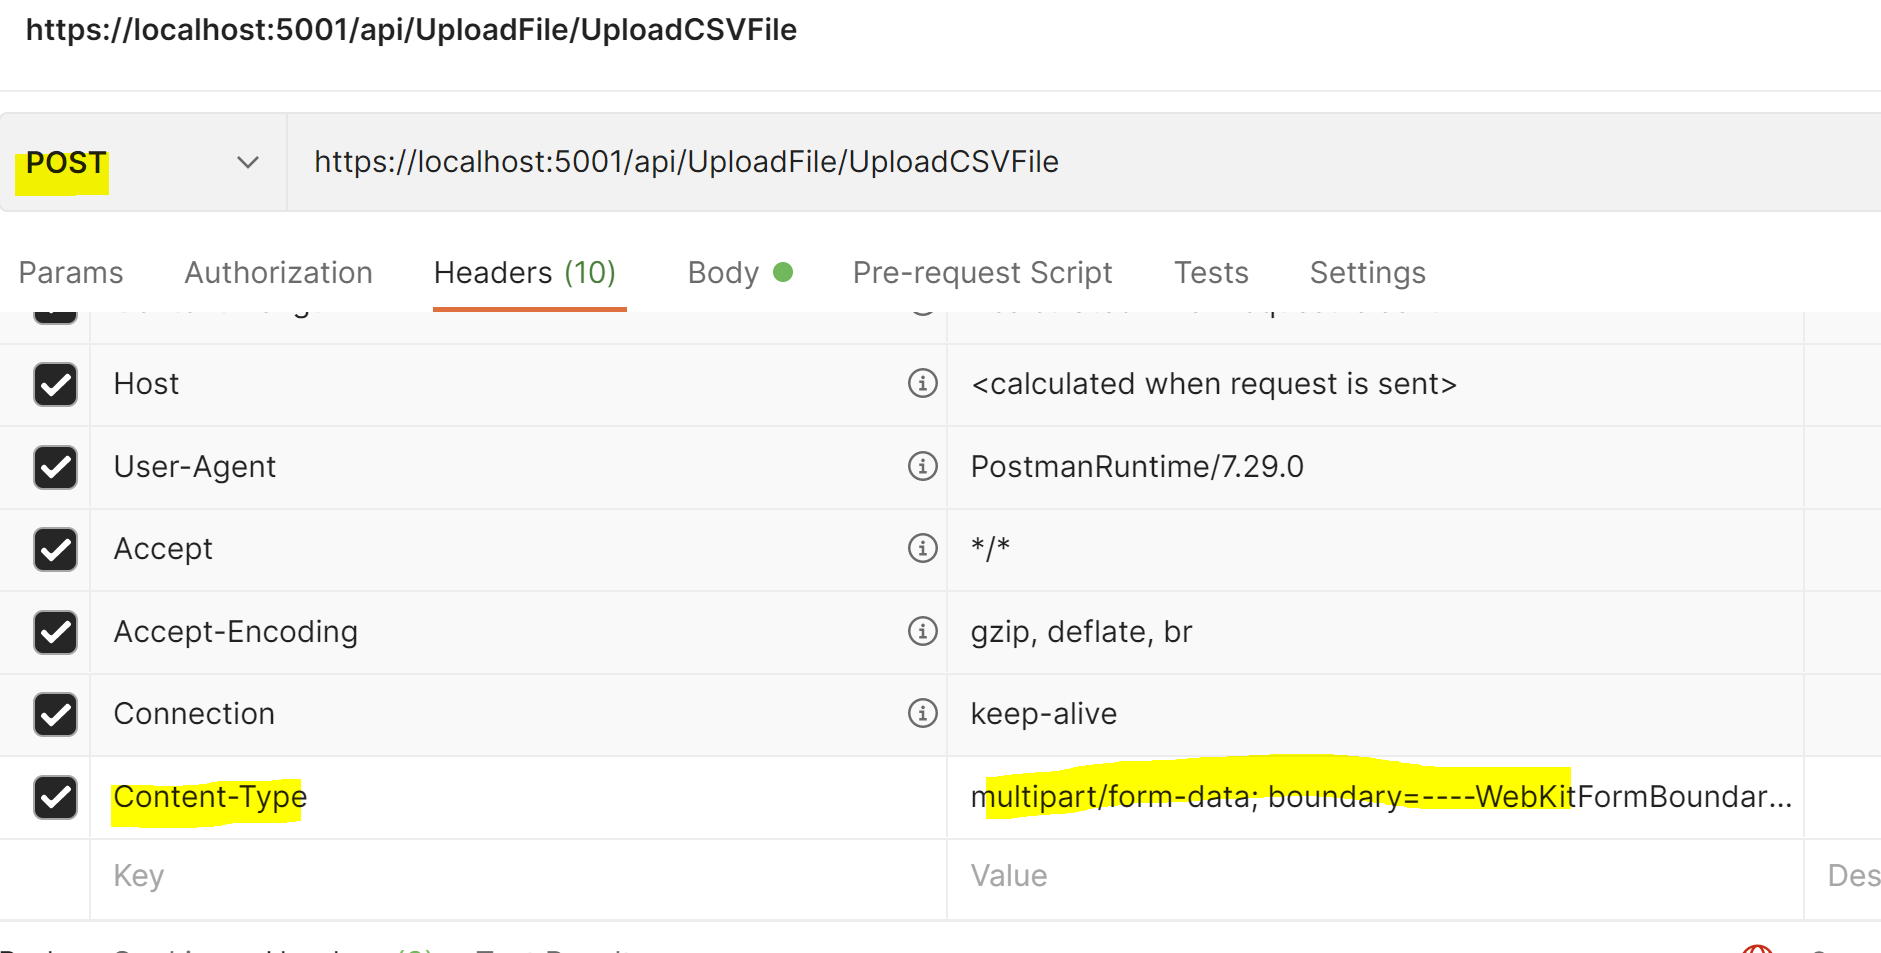 https://localhost:5001/api/UploadFile/UploadCSVFile
POST https://localhost:5001/api/UploadFile/UploadCSVFile
Params Authorization Headers (10) Body Pre-request Script Tests Settings
Host <calculated when request is sent>
User-Agent PostmanRuntime/7.29.0
Accept */*
Accept-Encoding gzip, deflate, br
Connection keep-alive
Content-Type multipart/form-data; boundary=----WebKitFormBoundar...
Key Value Des